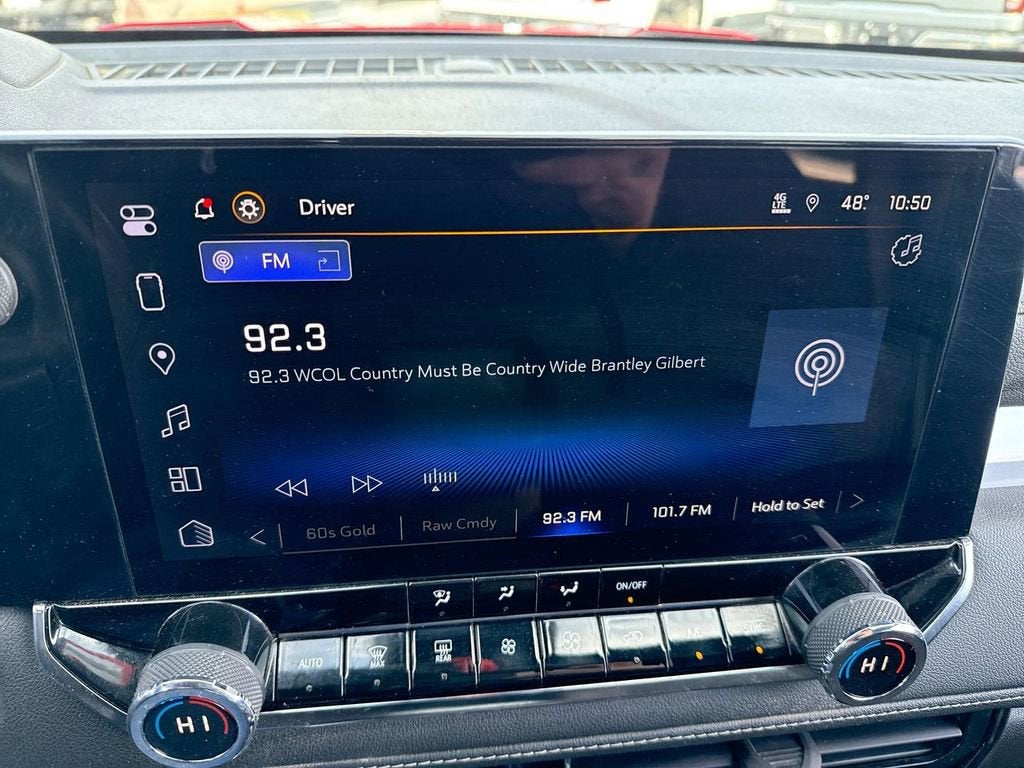 Driver
4G LTE
48° 10:50
FM
92.3
92.3 WCOL Country Must Be Country Wide Brantley Gilbert
60s Gold
Raw Cmdy
92.3 FM
101.7 FM
Hold to Set
ON/OFF
AUTO
MAX
REAR
A/C
SYNC
HI
HI